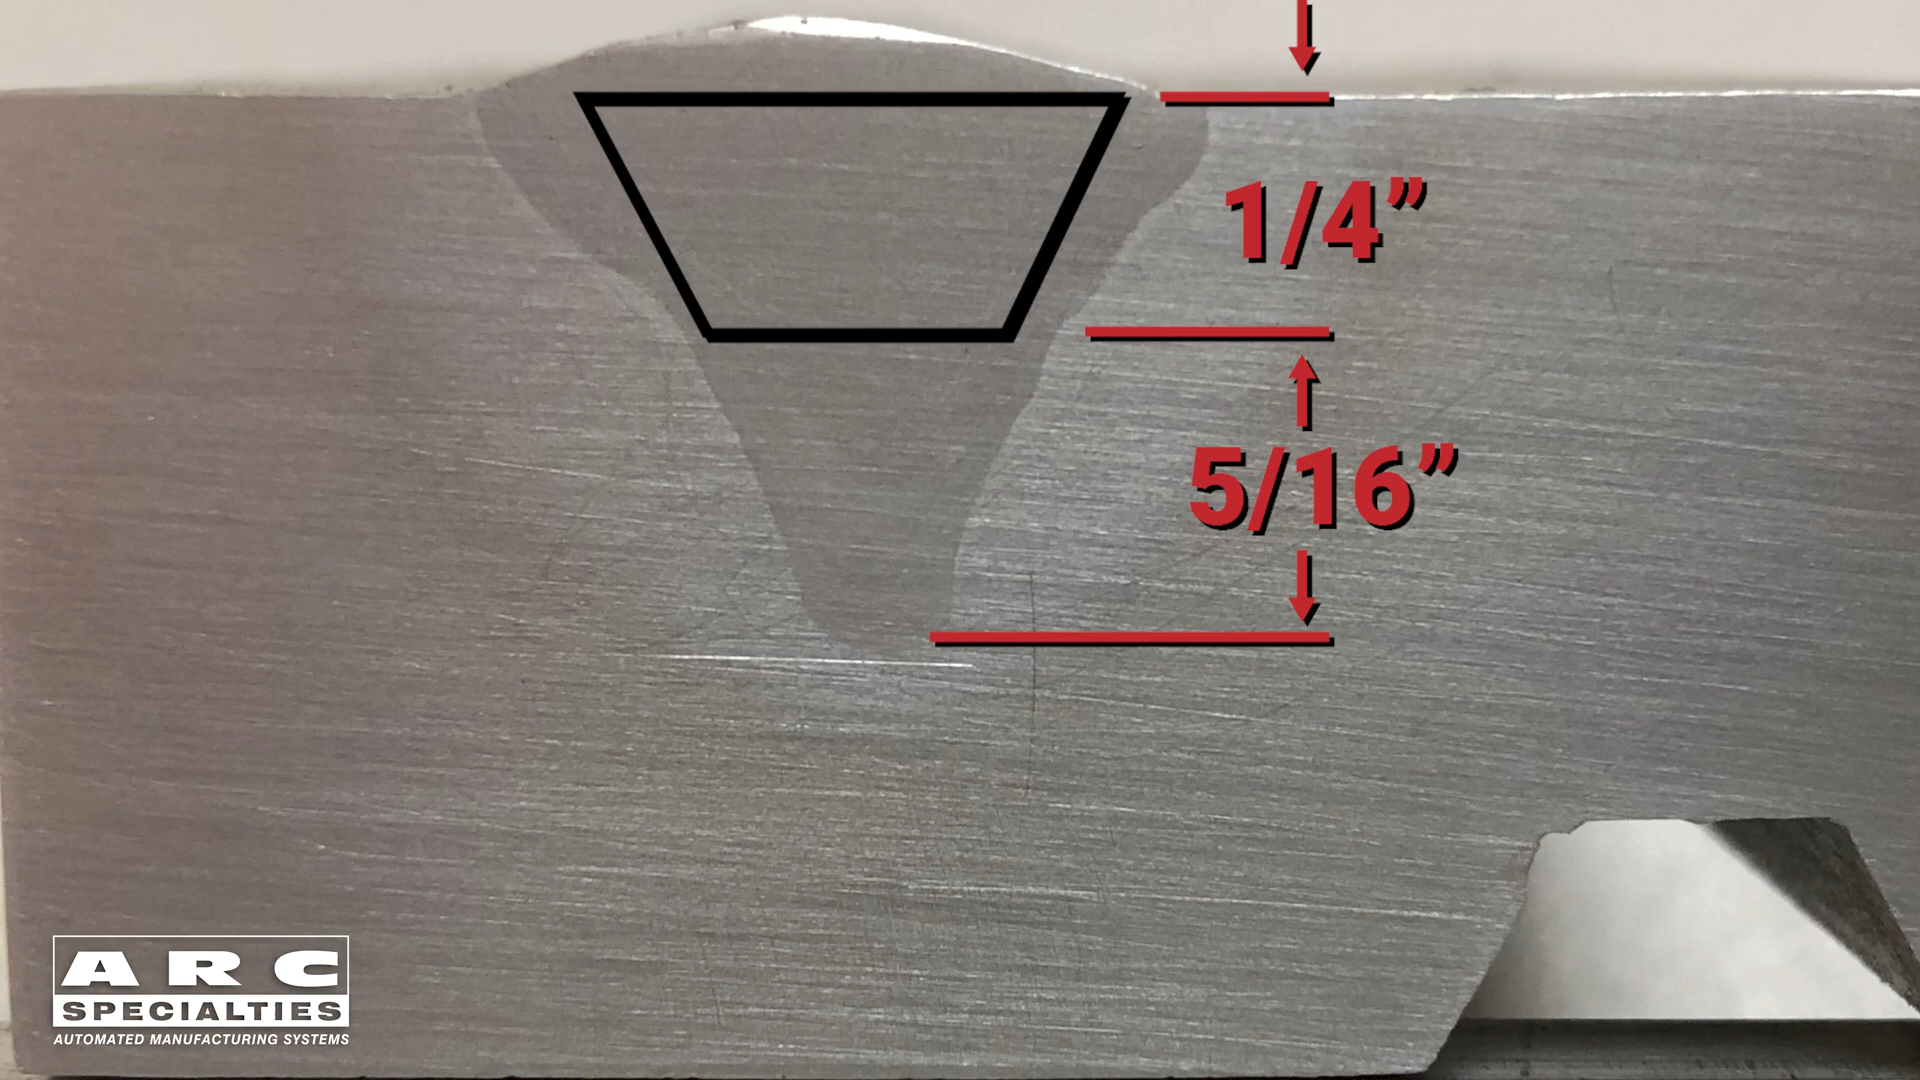 1/4”
5/16”
ARC
SPECIALTIES
AUTOMATED MANUFACTURING SYSTEMS